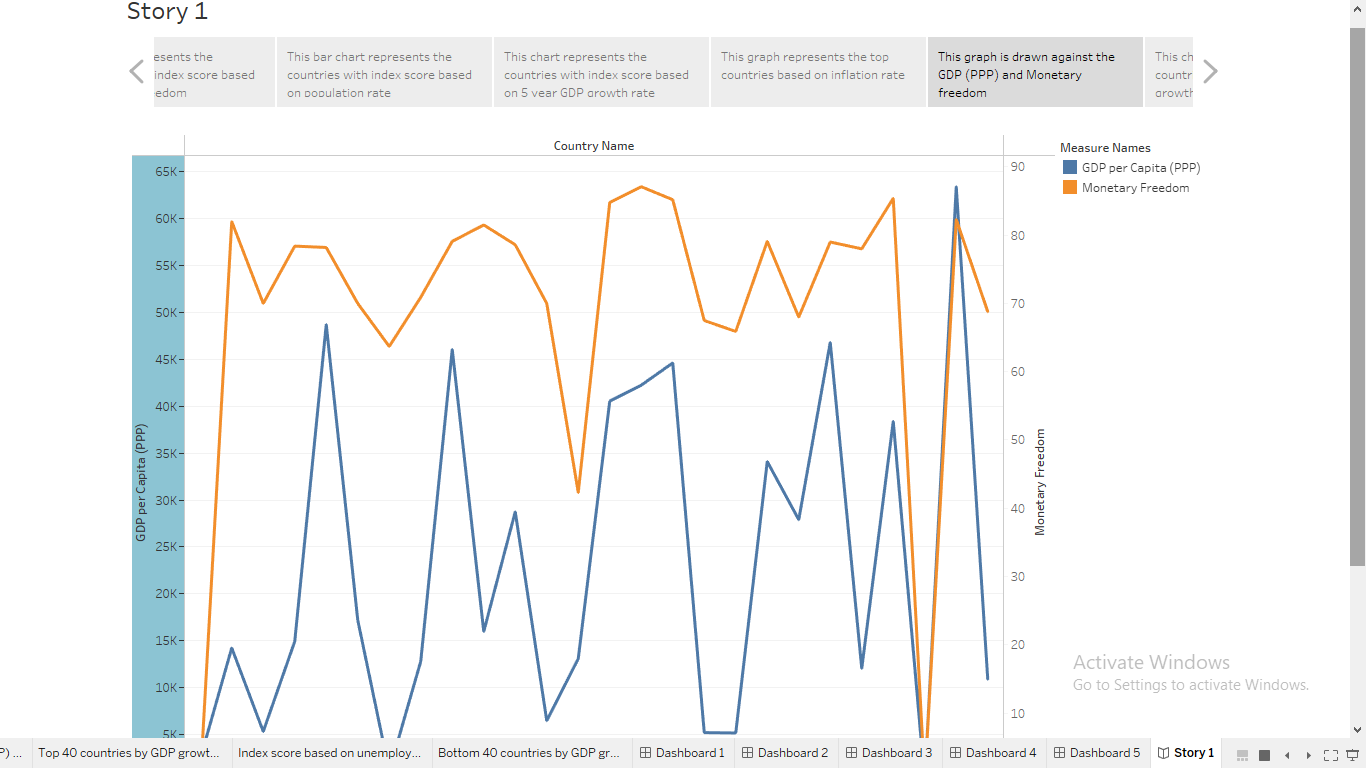 Story 1
esents the
index score based
edom
This bar chart represents the
countries with index score based
on population rate
This chart represents the
countries with index score based
on 5 year GDP growth rate
This graph represents the top
countries based on inflation rate
This graph is drawn against the
GDP (PPP) and Monetary
freedom
This ch
countr
growth
Country Name
Measure Names
GDP per Capita (PPP)
Monetary Freedom
65K
60K
55K
50K
45K
40K
35K
30K
25K
20K
15K
10K
5K
GDP per Capita (PPP)
90
80
70
60
50
40
30
20
10
Monetary Freedom
Activate Windows
Go to Settings to activate Windows.
P) ...
Top 40 countries by GDP growt...
Index score based on unemploy...
Bottom 40 countries by GDP gr...
Dashboard 1
Dashboard 2
Dashboard 3
Dashboard 4
Dashboard 5
Story 1